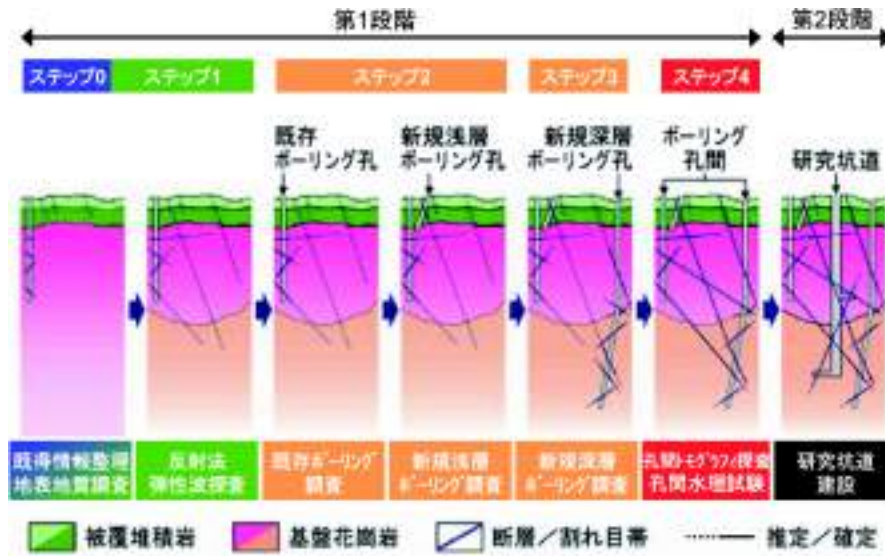 第1段階
第2段階
ステップ0
ステップ1
ステップ2
ステップ3
ステップ4
既存
ボーリング孔
新規浅層
ボーリング孔
新規深層
ボーリング孔
ボーリング
孔間
研究坑道
既得情報整理
地表地質調査
反射法
弾性波探査
既存ボーリング
調査
新規浅層
ボーリング調査
新規深層
ボーリング調査
孔間トモグラフィ探査
孔間水理試験
研究坑道
建設
被覆堆積岩
基盤花崗岩
断層／割れ目帯
推定／確定